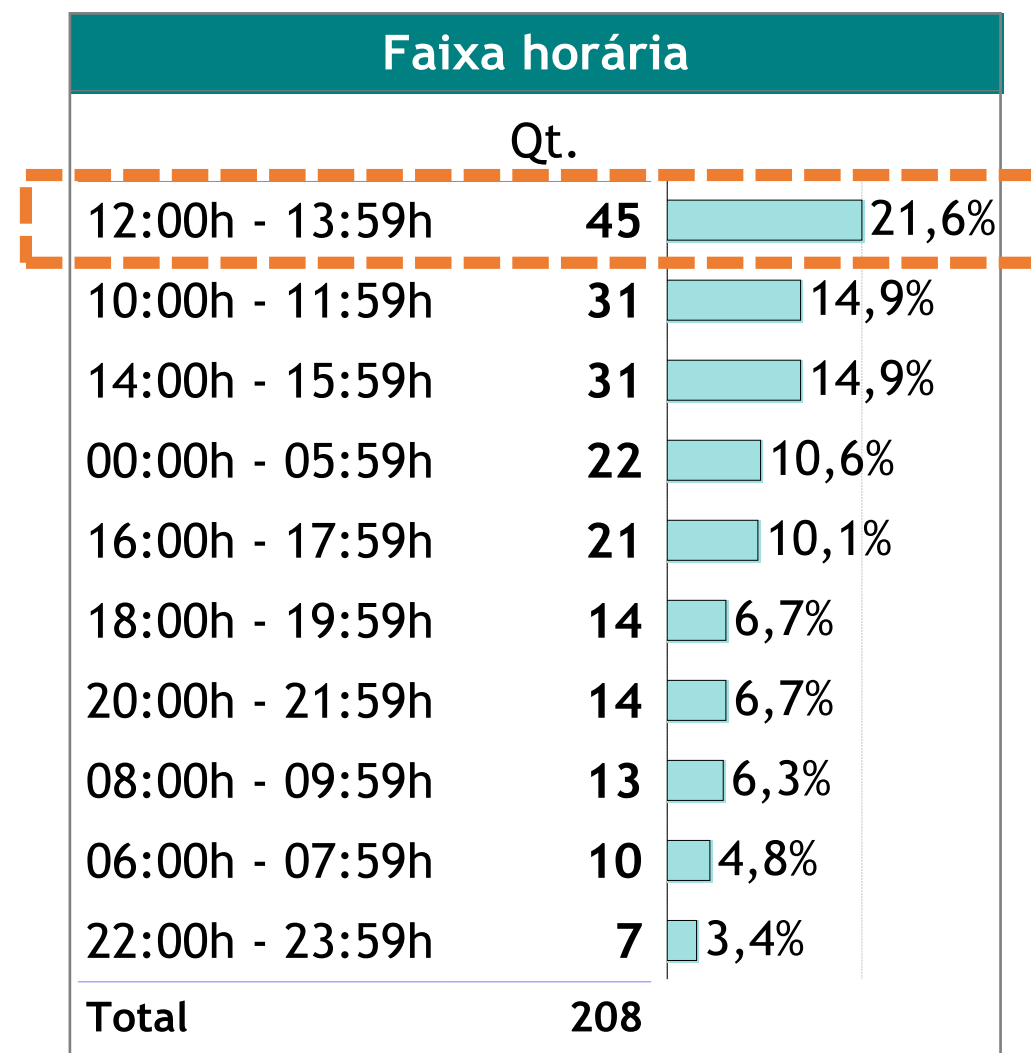 Faixa horária
Qt.
12:00h - 13:59h 45 21,6%
10:00h - 11:59h 31 14,9%
14:00h - 15:59h 31 14,9%
00:00h - 05:59h 22 10,6%
16:00h - 17:59h 21 10,1%
18:00h - 19:59h 14 6,7%
20:00h - 21:59h 14 6,7%
08:00h - 09:59h 13 6,3%
06:00h - 07:59h 10 4,8%
22:00h - 23:59h 7 3,4%
Total 208